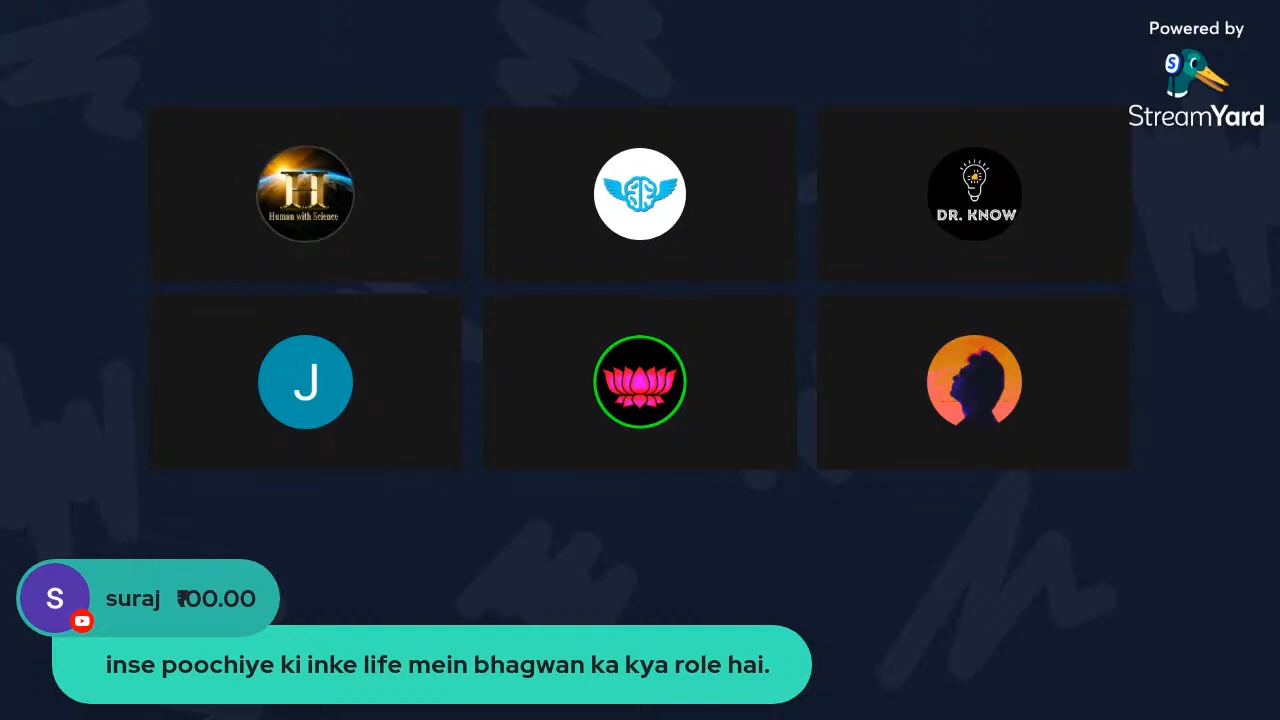 Powered by
S
StreamYard
H
Human with Science
DR. KNOW
J
S
suraj ₹100.00
inse poochiye ki inke life mein bhagwan ka kya role hai.